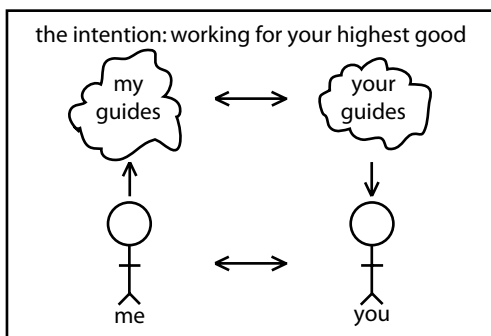 the intention: working for your highest good
my
guides
your
guides
me
you